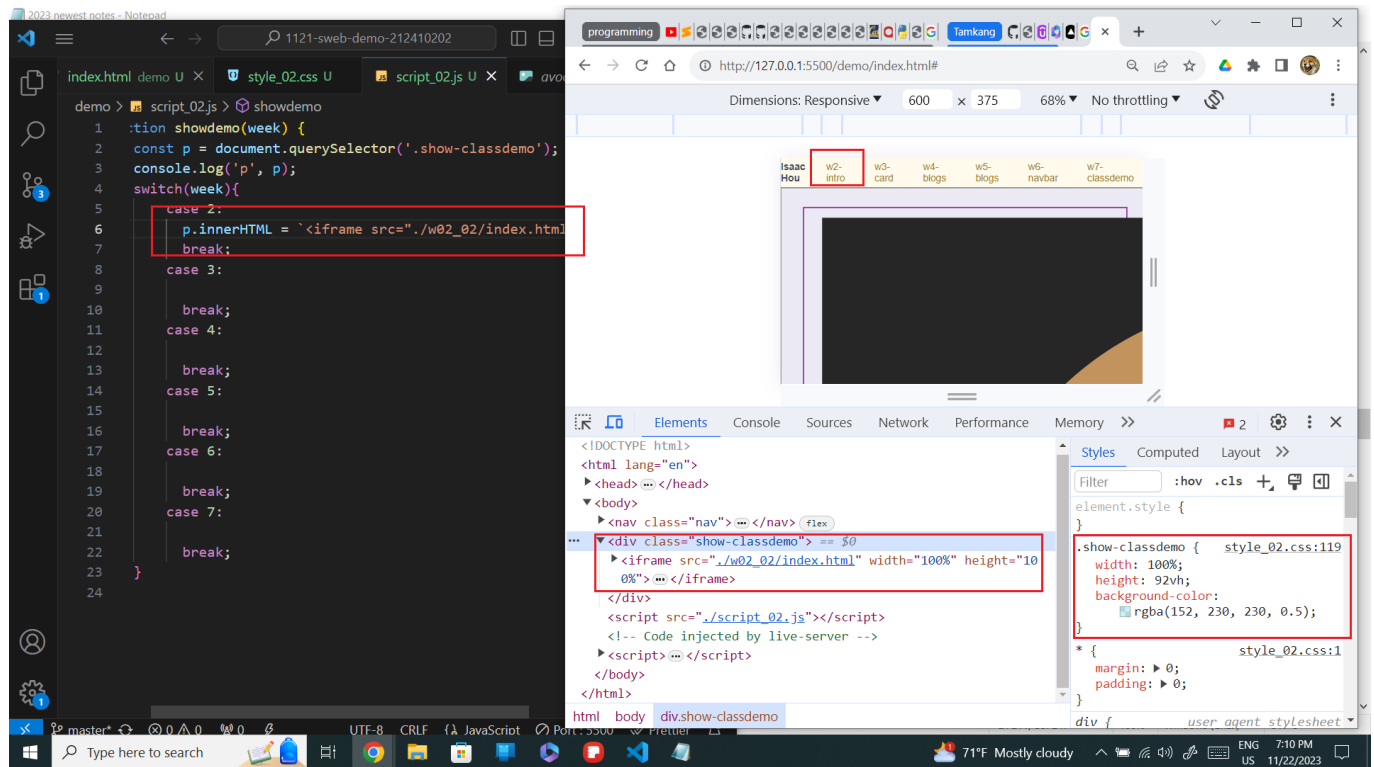 2023 newest notes - Notepad
1121-sweb-demo-212410202
index.html demo U
style_02.css U
JS script_02.js U
demo > JS script_02.js > showdemo
1 tion showdemo(week) {
2 const p = document.querySelector('.show-classdemo');
3 console.log('p', p);
4 switch(week){
5 case 2:
6 p.innerHTML = `<iframe src="./w02_02/index.html
7 break;
8 case 3:
9
10 break;
11 case 4:
12
13 break;
14 case 5:
15
16 break;
17 case 6:
18
19 break;
20 case 7:
21
22 break;
23 }
24
3
1
1
master*
0 0 0
UTF-8 CRLF JavaScript Port : 5500 Prettier
programming
Tamkang
http://127.0.0.1:5500/demo/index.html#
Dimensions: Responsive 600 x 375 68% No throttling
Isaac Hou
w2-intro
w3-card
w4-blogs
w5-blogs
w6-navbar
w7-classdemo
Elements Console Sources Network Performance Memory 2
<!DOCTYPE html>
<html lang="en">
<head> </head>
<body>
<nav class="nav"> </nav> flex
<div class="show-classdemo"> == $0
<iframe src="./w02_02/index.html" width="100%" height="10
0%"> </iframe>
</div>
<script src="./script_02.js"></script>
<!-- Code injected by live-server -->
<script> </script>
</body>
</html>
html body div.show-classdemo
Styles Computed Layout
Filter :hov .cls
element.style {
}
.show-classdemo { style_02.css:119
width: 100%;
height: 92vh;
background-color:
rgba(152, 230, 230, 0.5);
}
* { style_02.css:1
margin: 0;
padding: 0;
}
div { user agent stylesheet
Type here to search
71°F Mostly cloudy
ENG
US
7:10 PM
11/22/2023